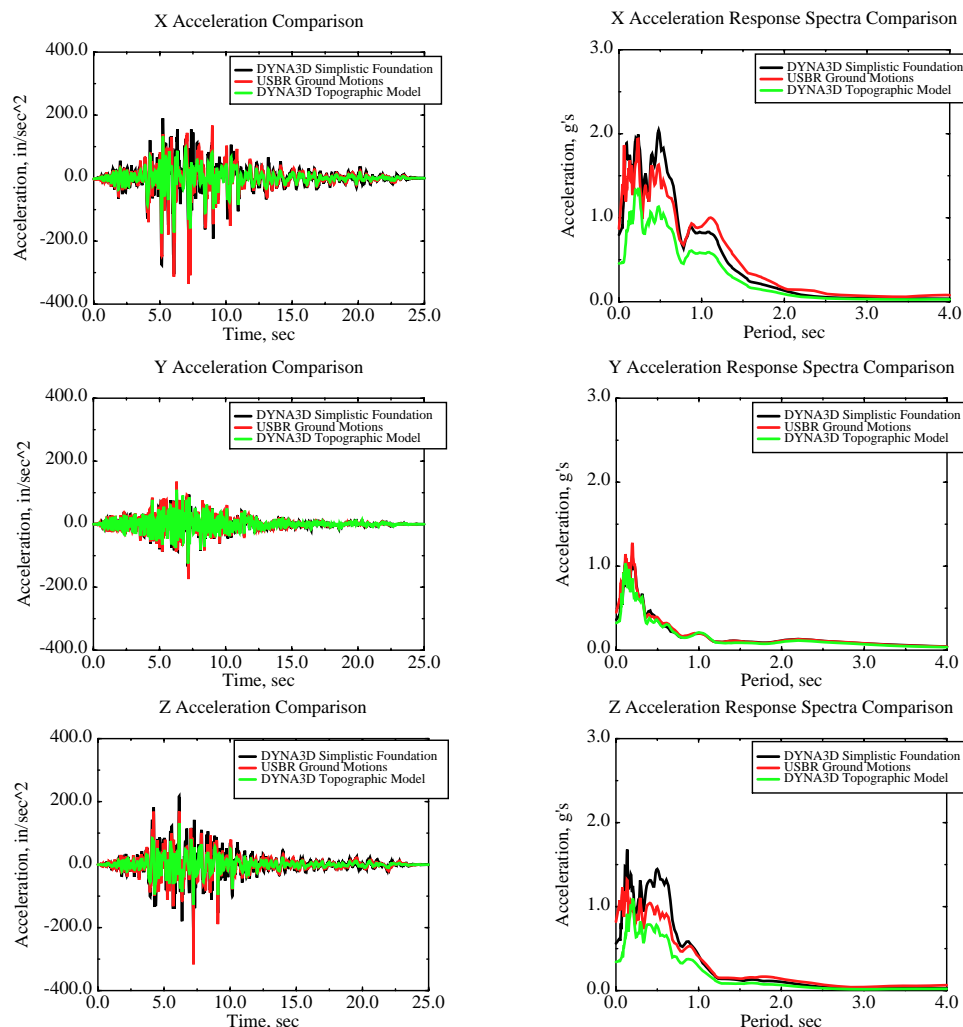 X Acceleration Comparison
400.0
200.0
0.0
-200.0
-400.0
Acceleration, in/sec^2
DYNA3D Simplistic Foundation
USBR Ground Motions
DYNA3D Topographic Model
0.0 5.0 10.0 15.0 20.0 25.0
Time, sec
X Acceleration Response Spectra Comparison
3.0
2.0
1.0
0.0
Acceleration, g's
DYNA3D Simplistic Foundation
USBR Ground Motions
DYNA3D Topographic Model
0.0 1.0 2.0 3.0 4.0
Period, sec
Y Acceleration Comparison
400.0
200.0
0.0
-200.0
-400.0
Acceleration, in/sec^2
DYNA3D Simplistic Foundation
USBR Ground Motions
DYNA3D Topographic Model
0.0 5.0 10.0 15.0 20.0 25.0
Time, sec
Y Acceleration Response Spectra Comparison
3.0
2.0
1.0
0.0
Acceleration, g's
DYNA3D Simplistic Foundation
USBR Ground Motions
DYNA3D Topographic Model
0.0 1.0 2.0 3.0 4.0
Period, sec
Z Acceleration Comparison
400.0
200.0
0.0
-200.0
-400.0
Acceleration, in/sec^2
DYNA3D Simplistic Foundation
USBR Ground Motions
DYNA3D Topographic Model
0.0 5.0 10.0 15.0 20.0 25.0
Time, sec
Z Acceleration Response Spectra Comparison
3.0
2.0
1.0
0.0
Acceleration, g's
DYNA3D Simplistic Foundation
USBR Ground Motions
DYNA3D Topographic Model
0.0 1.0 2.0 3.0 4.0
Period, sec